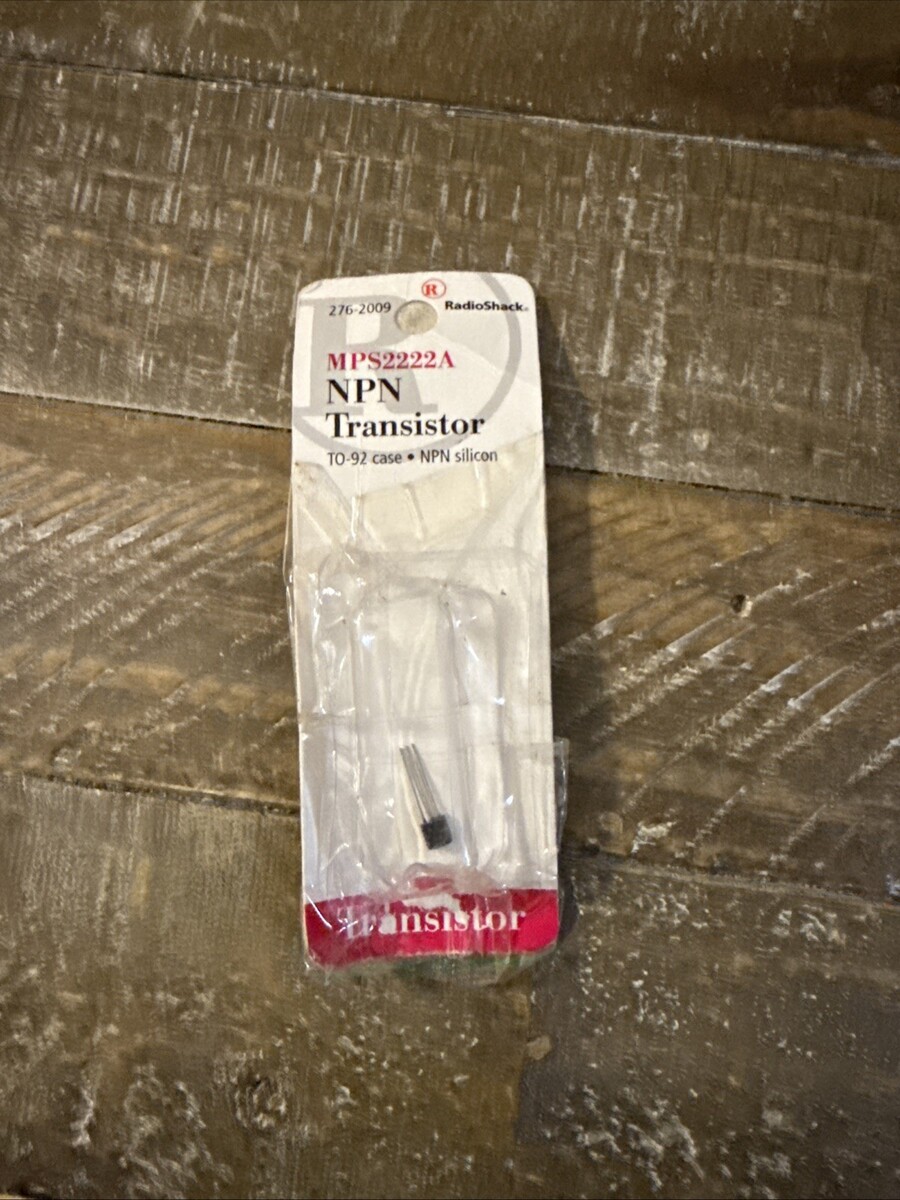 276-2009
® RadioShack®
MPS2222A
NPN
Transistor
TO-92 case • NPN silicon
Transistor